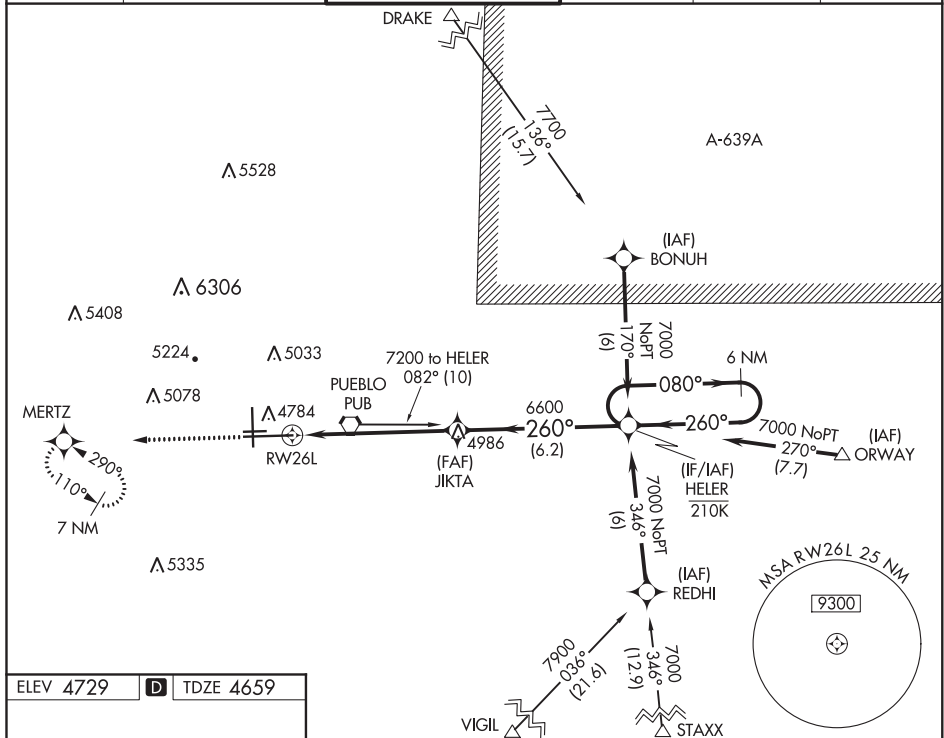 DRAKE
7700
136°
(15.7)
A-639A
5528
(IAF)
BONUH
6306
5408
7000
NoPT
170°
(6)
5224
5033
7200 to HELER
082° (10)
6 NM
5078
PUEBLO
PUB
080°
MERTZ
4784
6600
260°
(6.2)
260°
7000 NoPT
270°
(7.7)
(IAF)
ORWAY
RW26L
4986
(FAF)
JIKTA
(IF/IAF)
HELER
210K
290°
110°
7 NM
7000 NoPT
346°
(6)
5335
MSA RW26L 25 NM
9300
(IAF)
REDHI
7900
036°
(21.6)
7000
346°
(12.9)
ELEV 4729
D
TDZE 4659
VIGIL
STAXX